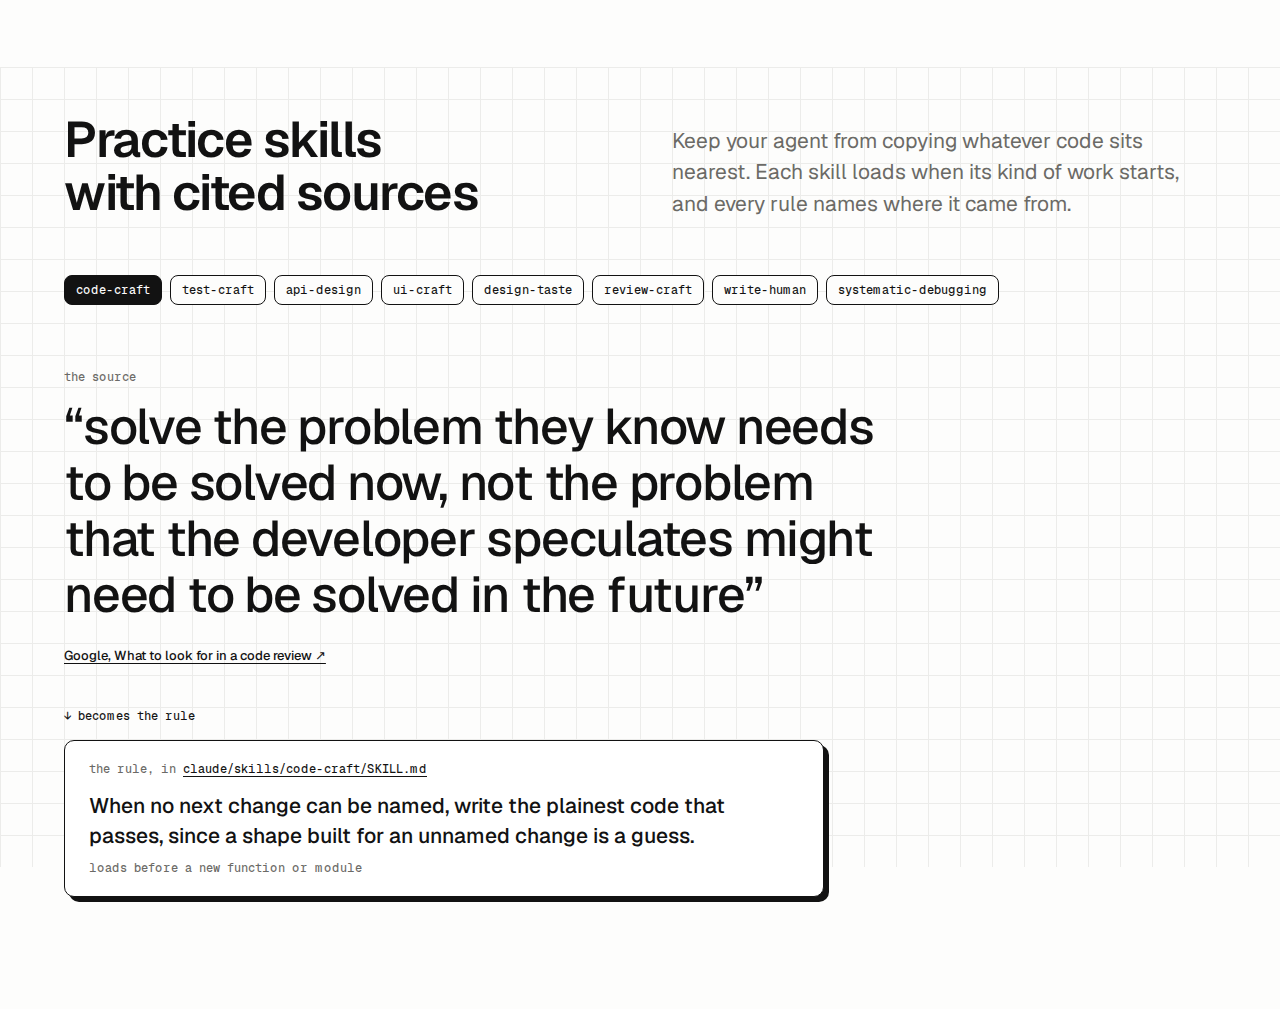 Practice skills
with cited sources
Keep your agent from copying whatever code sits
nearest. Each skill loads when its kind of work starts,
and every rule names where it came from.
code-craft test-craft api-design ui-craft design-taste review-craft write-human systematic-debugging
the source
“solve the problem they know needs
to be solved now, not the problem
that the developer speculates might
need to be solved in the future”
Google, What to look for in a code review ↗
↓ becomes the rule
the rule, in claude/skills/code-craft/SKILL.md
When no next change can be named, write the plainest code that
passes, since a shape built for an unnamed change is a guess.
loads before a new function or module